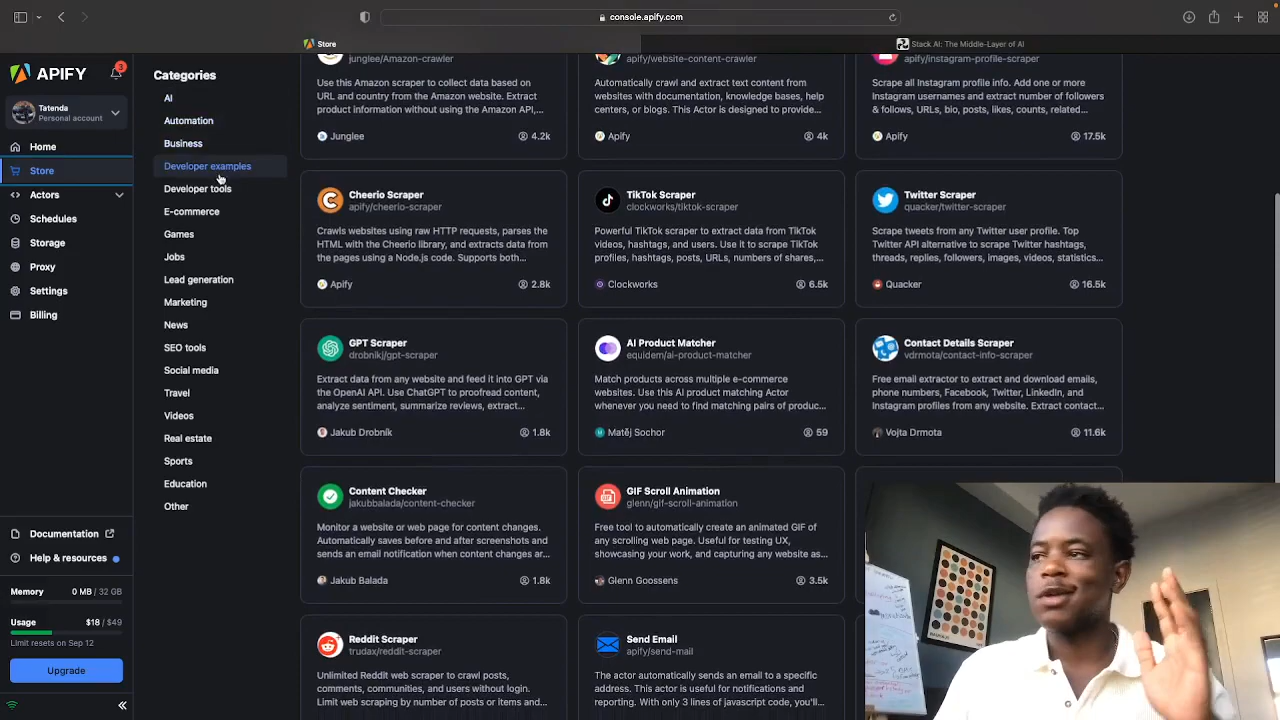 console.apify.com
Store
Stack AI: The Middle-Layer of AI
APIFY
3
Tatenda
Personal account
Home
Store
Actors
Schedules
Storage
Proxy
Settings
Billing
Documentation
Help & resources
Memory
0 MB / 32 GB
Usage
$18 / $49
Limit resets on Sep 12
Upgrade
Categories
AI
Automation
Business
Developer examples
Developer tools
E-commerce
Games
Jobs
Lead generation
Marketing
News
SEO tools
Social media
Travel
Videos
Real estate
Sports
Education
Other
junglee/Amazon-crawler
Use this Amazon scraper to collect data based on
URL and country from the Amazon website. Extract
product information without using the Amazon API,...
Junglee
4.2k
apify/website-content-crawler
Automatically crawl and extract text content from
websites with documentation, knowledge bases, help
centers, or blogs. This Actor is designed to provide...
Apify
4k
apify/instagram-profile-scraper
Scrape all Instagram profile info. Add one or more
Instagram usernames and extract number of followers
& follows, URLs, bio, posts, likes, counts, related...
Apify
17.5k
Cheerio Scraper
apify/cheerio-scraper
Crawls websites using raw HTTP requests, parses the
HTML with the Cheerio library, and extracts data from
the pages using a Node.js code. Supports both...
Apify
2.8k
TikTok Scraper
clockworks/tiktok-scraper
Powerful TikTok scraper to extract data from TikTok
videos, hashtags, and users. Use it to scrape TikTok
profiles, hashtags, posts, URLs, numbers of shares,...
Clockworks
6.5k
Twitter Scraper
quacker/twitter-scraper
Scrape tweets from any Twitter user profile. Top
Twitter API alternative to scrape Twitter hashtags,
threads, replies, followers, images, videos, statistics...
Quacker
16.5k
GPT Scraper
drobnikj/gpt-scraper
Extract data from any website and feed it into GPT via
the OpenAI API. Use ChatGPT to proofread content,
analyze sentiment, summarize reviews, extract...
Jakub Drobník
1.8k
AI Product Matcher
equidem/ai-product-matcher
Match products across multiple e-commerce
websites. Use this AI product matching Actor
whenever you need to find matching pairs of produc...
Matěj Sochor
59
Contact Details Scraper
vdrmota/contact-info-scraper
Free email extractor to extract and download emails,
phone numbers, Facebook, Twitter, LinkedIn, and
Instagram profiles from any website. Extract contact...
Vojta Drmota
11.6k
Content Checker
jakubbalada/content-checker
Monitor a website or web page for content changes.
Automatically saves before and after screenshots and
sends an email notification when content changes ar...
Jakub Balada
1.8k
GIF Scroll Animation
glenn/gif-scroll-animation
Free tool to automatically create an animated GIF of
any scrolling web page. Useful for testing UX,
showcasing your work, and capturing any website as...
Glenn Goossens
3.5k
Reddit Scraper
trudax/reddit-scraper
Unlimited Reddit web scraper to crawl posts,
comments, communities, and users without login.
Limit web scraping by number of posts or items and...
Send Email
apify/send-mail
The actor automatically sends an email to a specific
address. This actor is useful for notifications and
reporting. With only 3 lines of javascript code, you'll...